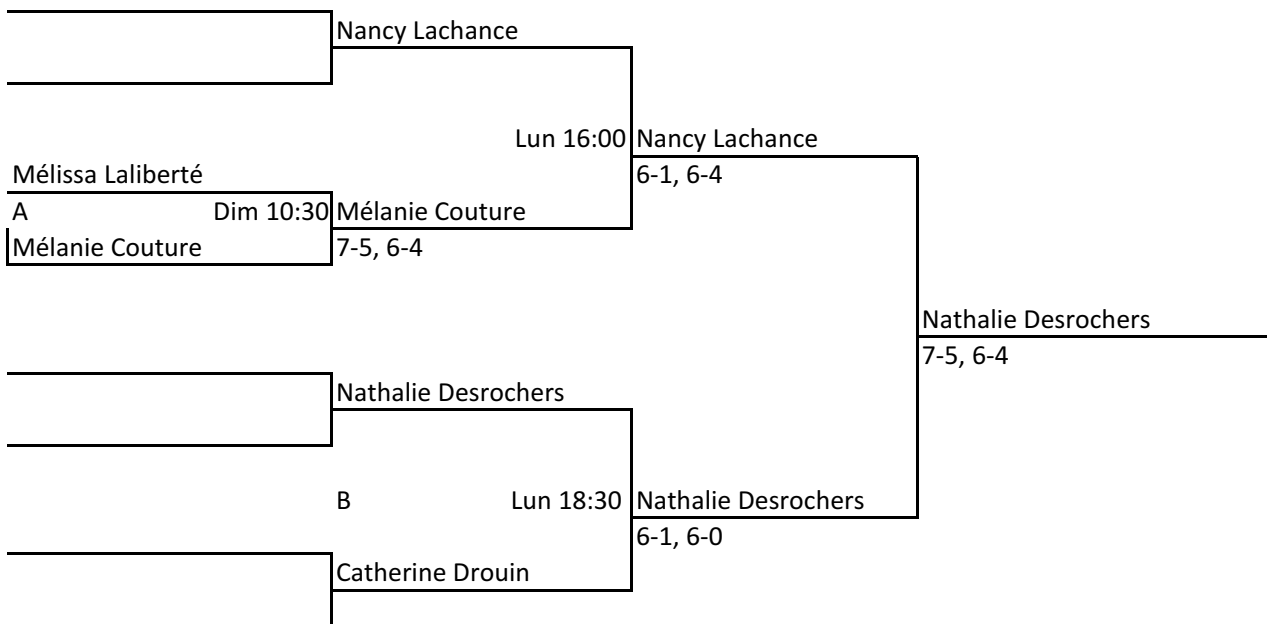 Nancy Lachance
Lun 16:00 Nancy Lachance
Mélissa Laliberté
6-1, 6-4
A Dim 10:30 Mélanie Couture
Mélanie Couture
7-5, 6-4
Nathalie Desrochers
7-5, 6-4
Nathalie Desrochers
B Lun 18:30 Nathalie Desrochers
6-1, 6-0
Catherine Drouin